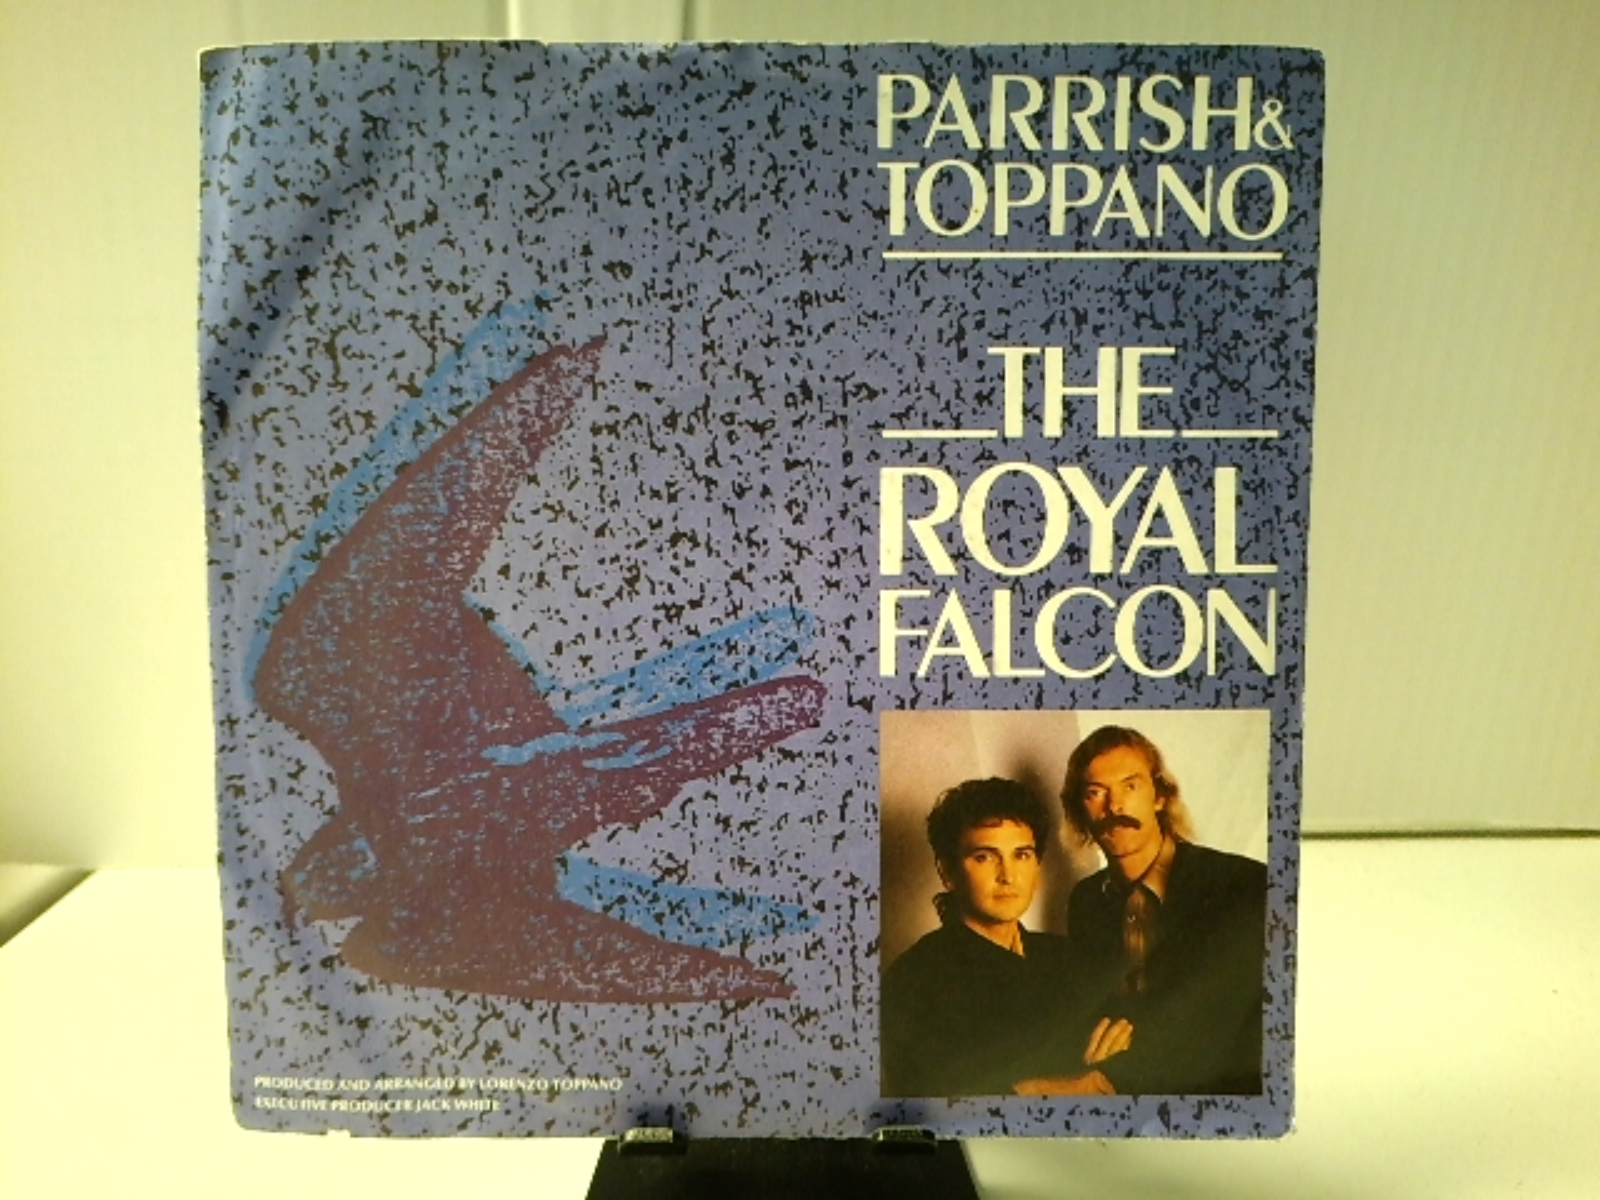 PARRISH&
TOPPANO
THE
ROYAL
FALCON
PRODUCED AND ARRANGED BY LORENZO TOPPANO
EXECUTIVE PRODUCER JACK WHITE